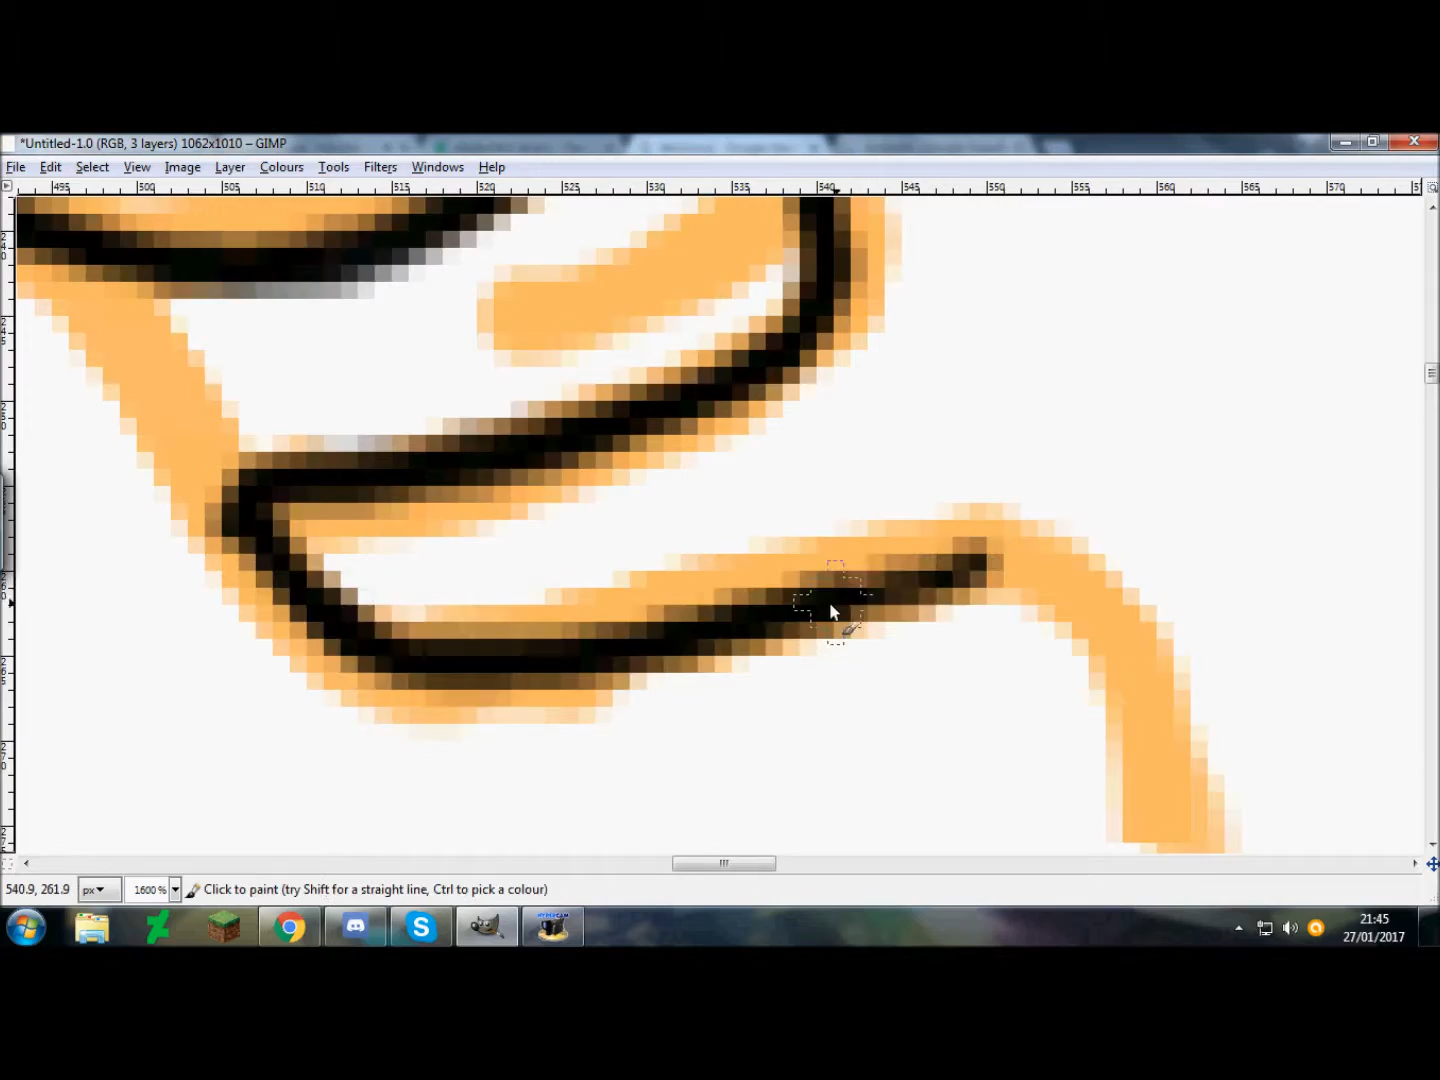 *Untitled-1.0 (RGB, 3 layers) 1062x1010 – GIMP
File Edit Select View Image Layer Colours Tools Filters Windows Help
495 500 505 510 515 520 525 530 535 540 545 550 555 560 565 570
540.9, 261.9 px 1600 % Click to paint (try Shift for a straight line, Ctrl to pick a colour)
HYPERCAM
21:45
27/01/2017